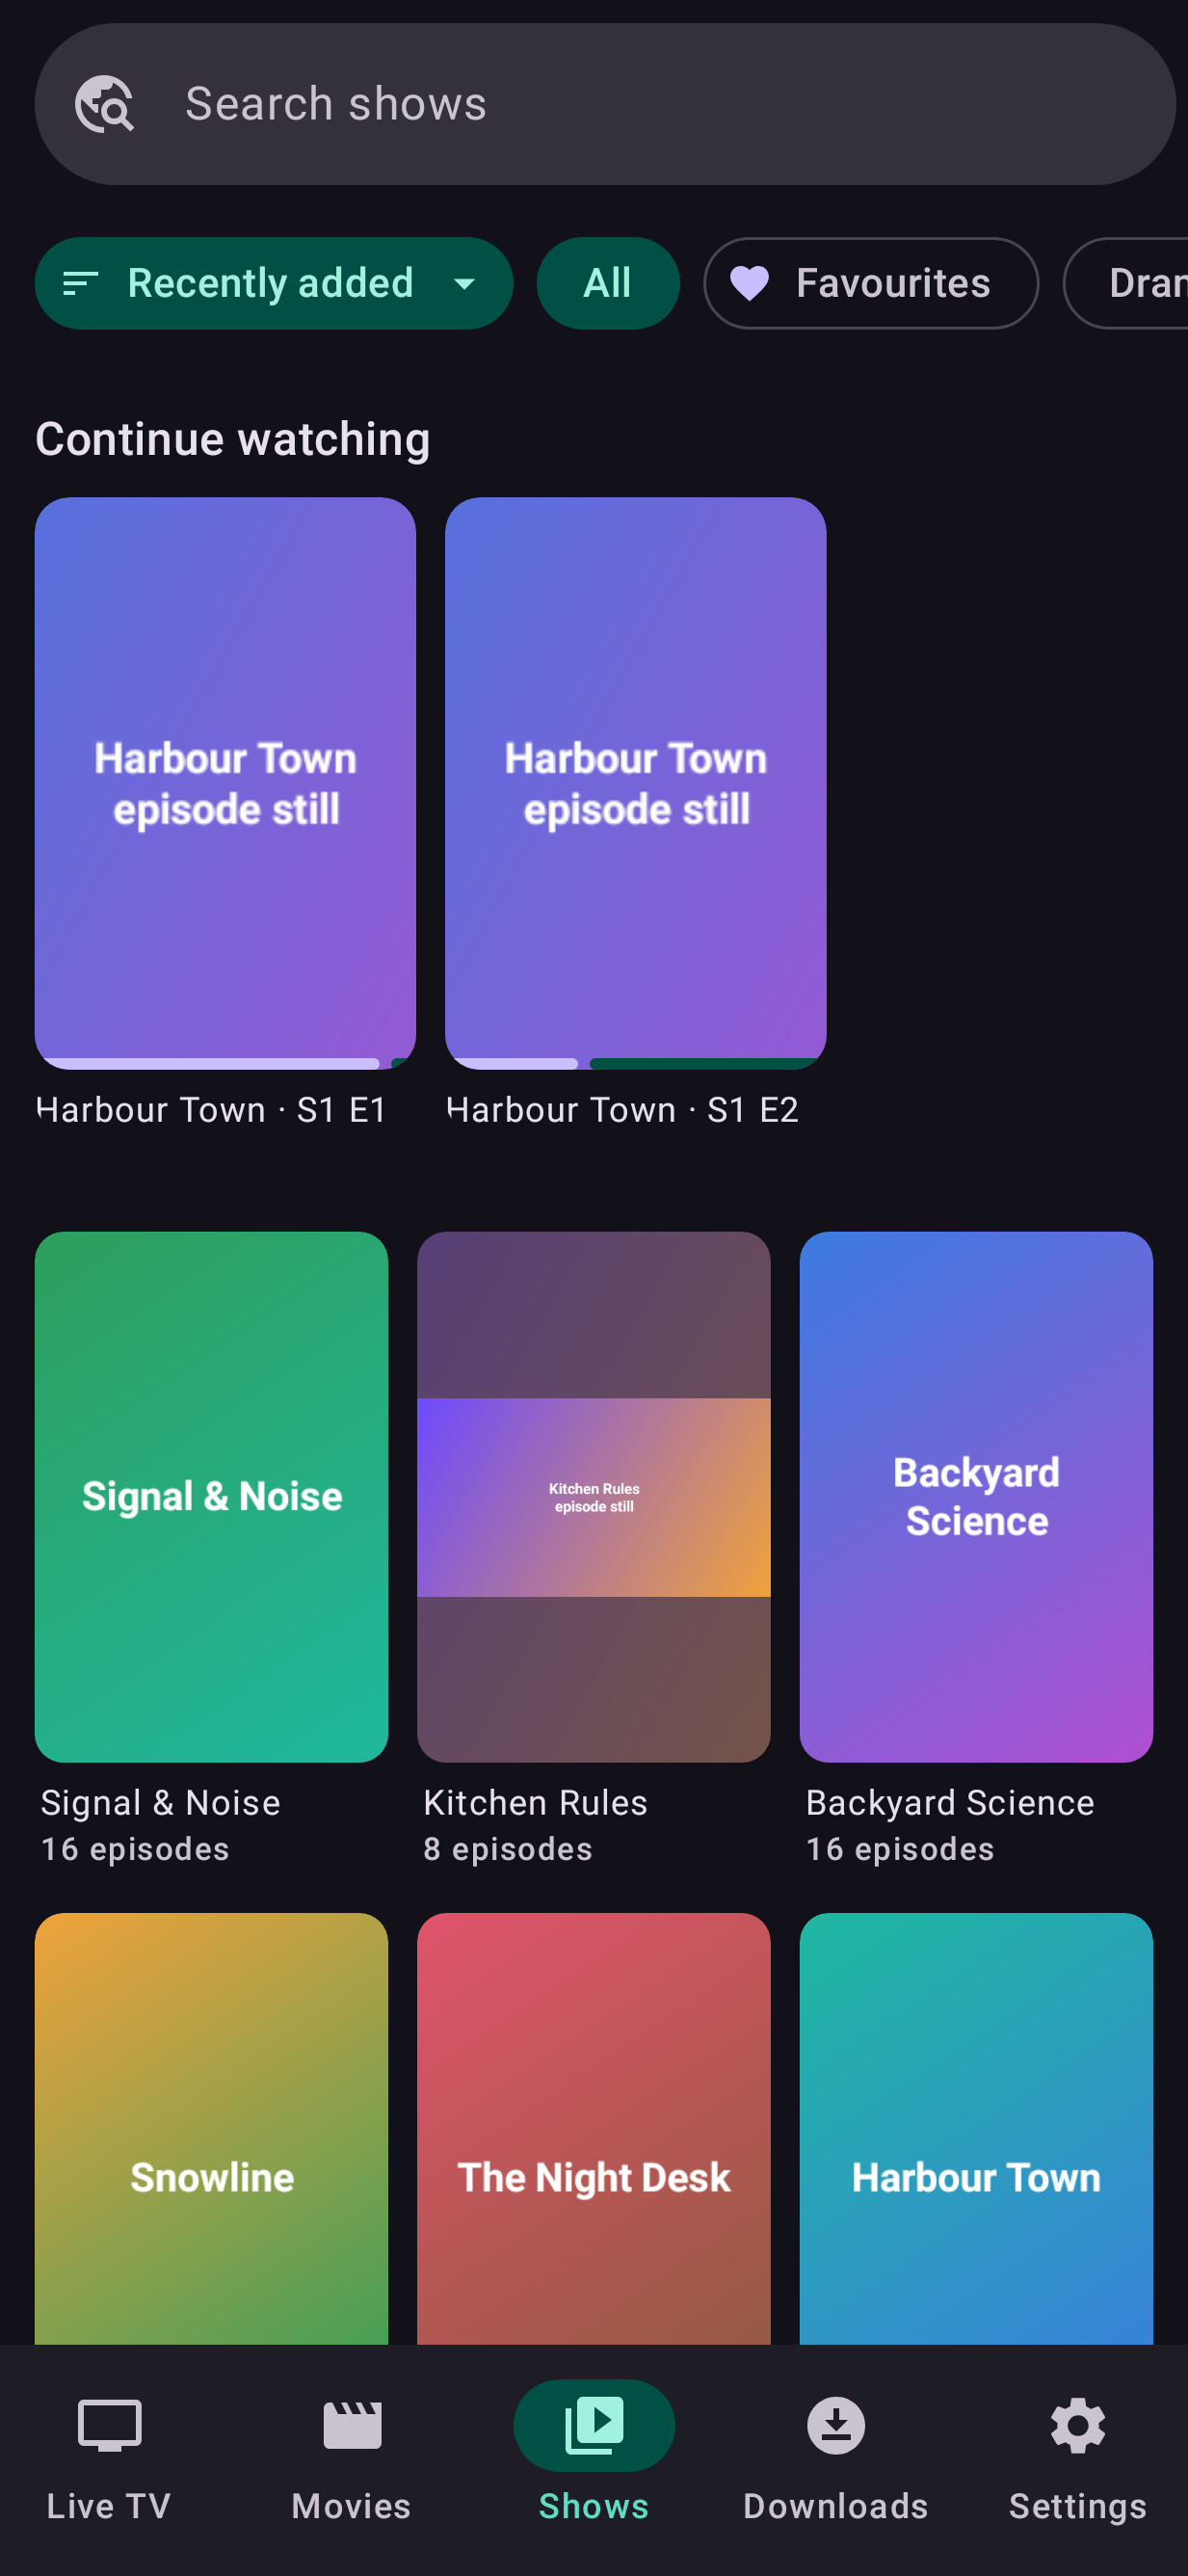 Search shows
Recently added
All
Favourites
Continue watching
Harbour Town
episode still
Harbour Town
episode still
Harbour Town · S1 E1
Harbour Town · S1 E2
Signal & Noise
Kitchen Rules
episode still
Backyard
Science
Signal & Noise
16 episodes
Kitchen Rules
8 episodes
Backyard Science
16 episodes
Snowline
The Night Desk
Harbour Town
Live TV
Movies
Shows
Downloads
Settings